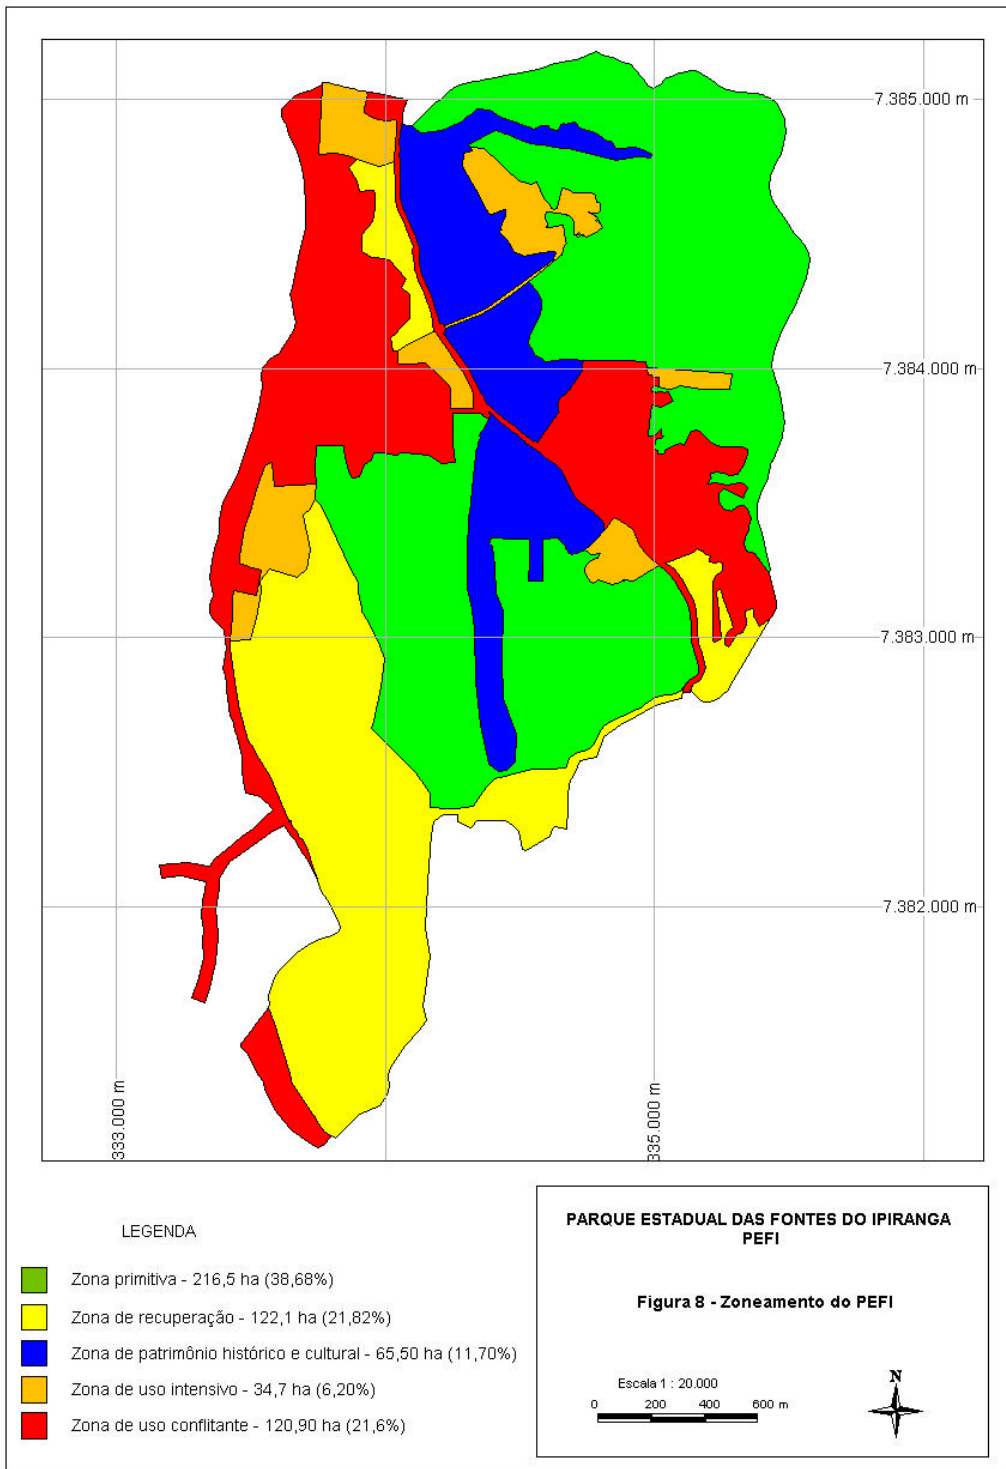 7.385.000 m
7.384.000 m
7.383.000 m
7.382.000 m
333.000 m
335.000 m
LEGENDA
Zona primitiva - 216,5 ha (38,68%)
Zona de recuperação - 122,1 ha (21,82%)
Zona de patrimônio histórico e cultural - 65,50 ha (11,70%)
Zona de uso intensivo - 34,7 ha (6,20%)
Zona de uso conflitante - 120,90 ha (21,6%)
PARQUE ESTADUAL DAS FONTES DO IPIRANGA
PEFI
Figura 8 - Zoneamento do PEFI
Escala 1 : 20.000
0 200 400 600 m
N